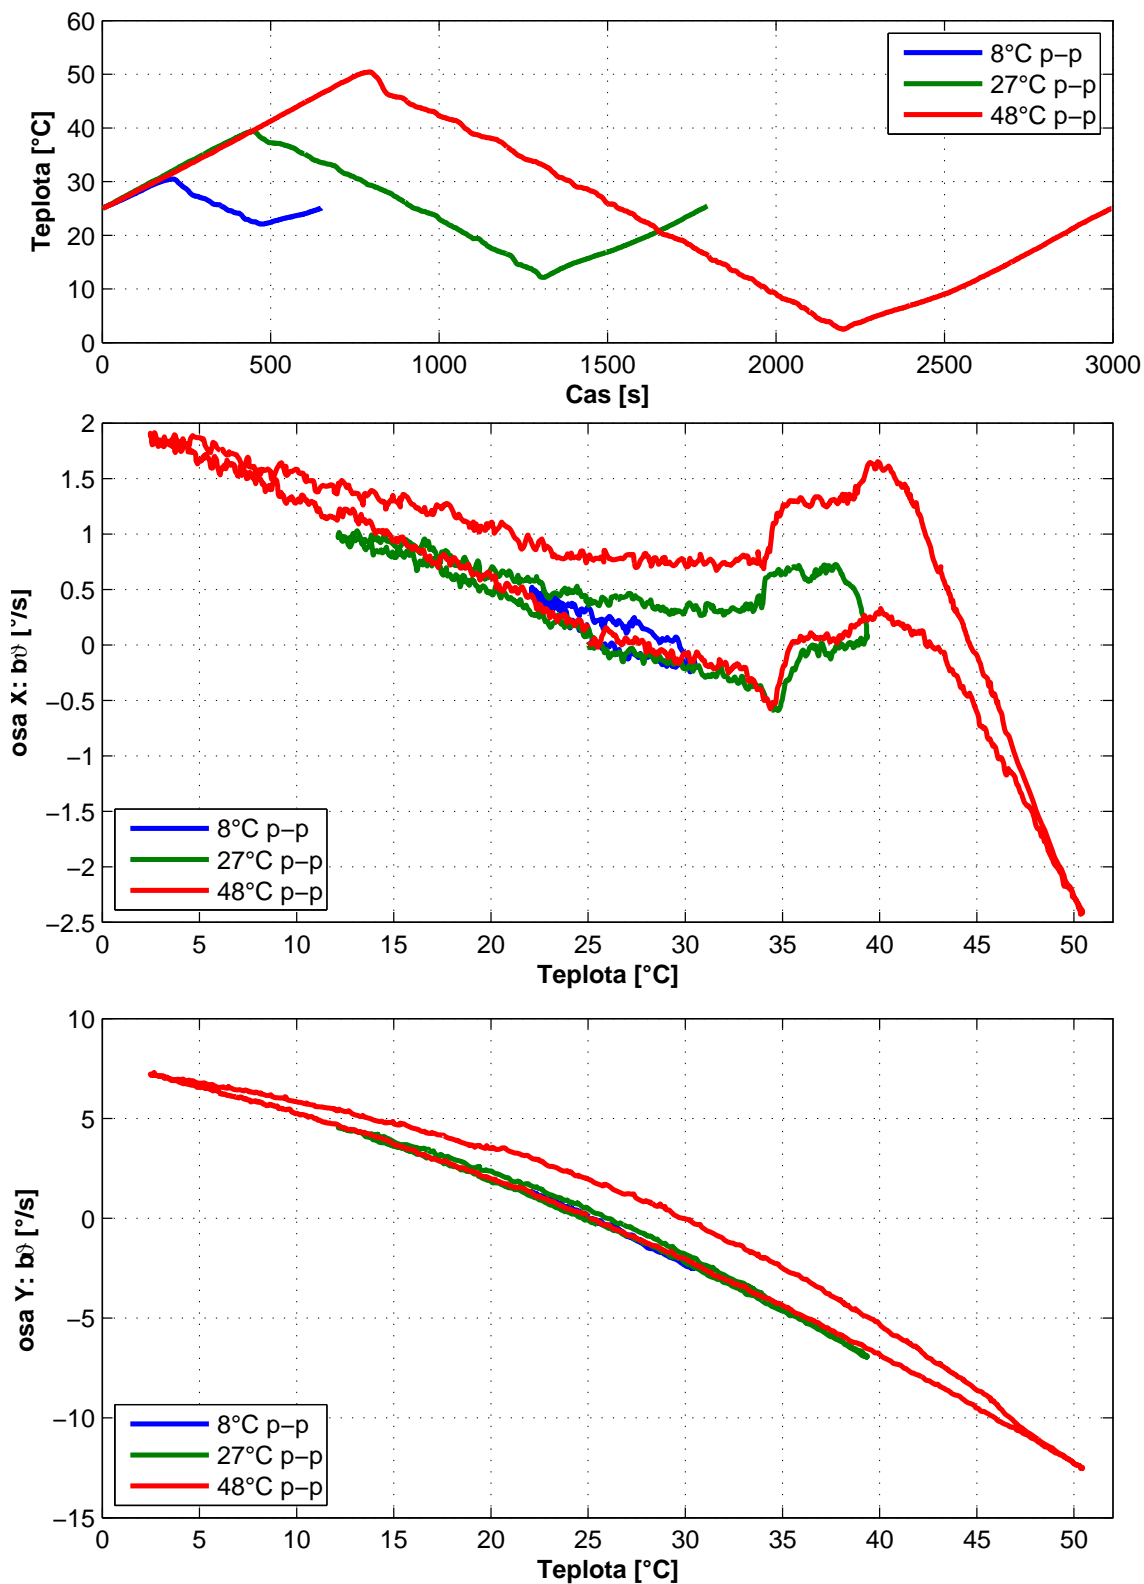 60
50
40
30
20
10
0
Teplota [°C]
8°C p−p
27°C p−p
48°C p−p
0 500 1000 1500 2000 2500 3000
Cas [s]
2
1.5
1
0.5
0
−0.5
−1
−1.5
−2
−2.5
osa X: bϑ [°/s]
8°C p−p
27°C p−p
48°C p−p
0 5 10 15 20 25 30 35 40 45 50
Teplota [°C]
10
5
0
−5
−10
−15
osa Y: bϑ [°/s]
8°C p−p
27°C p−p
48°C p−p
0 5 10 15 20 25 30 35 40 45 50
Teplota [°C]